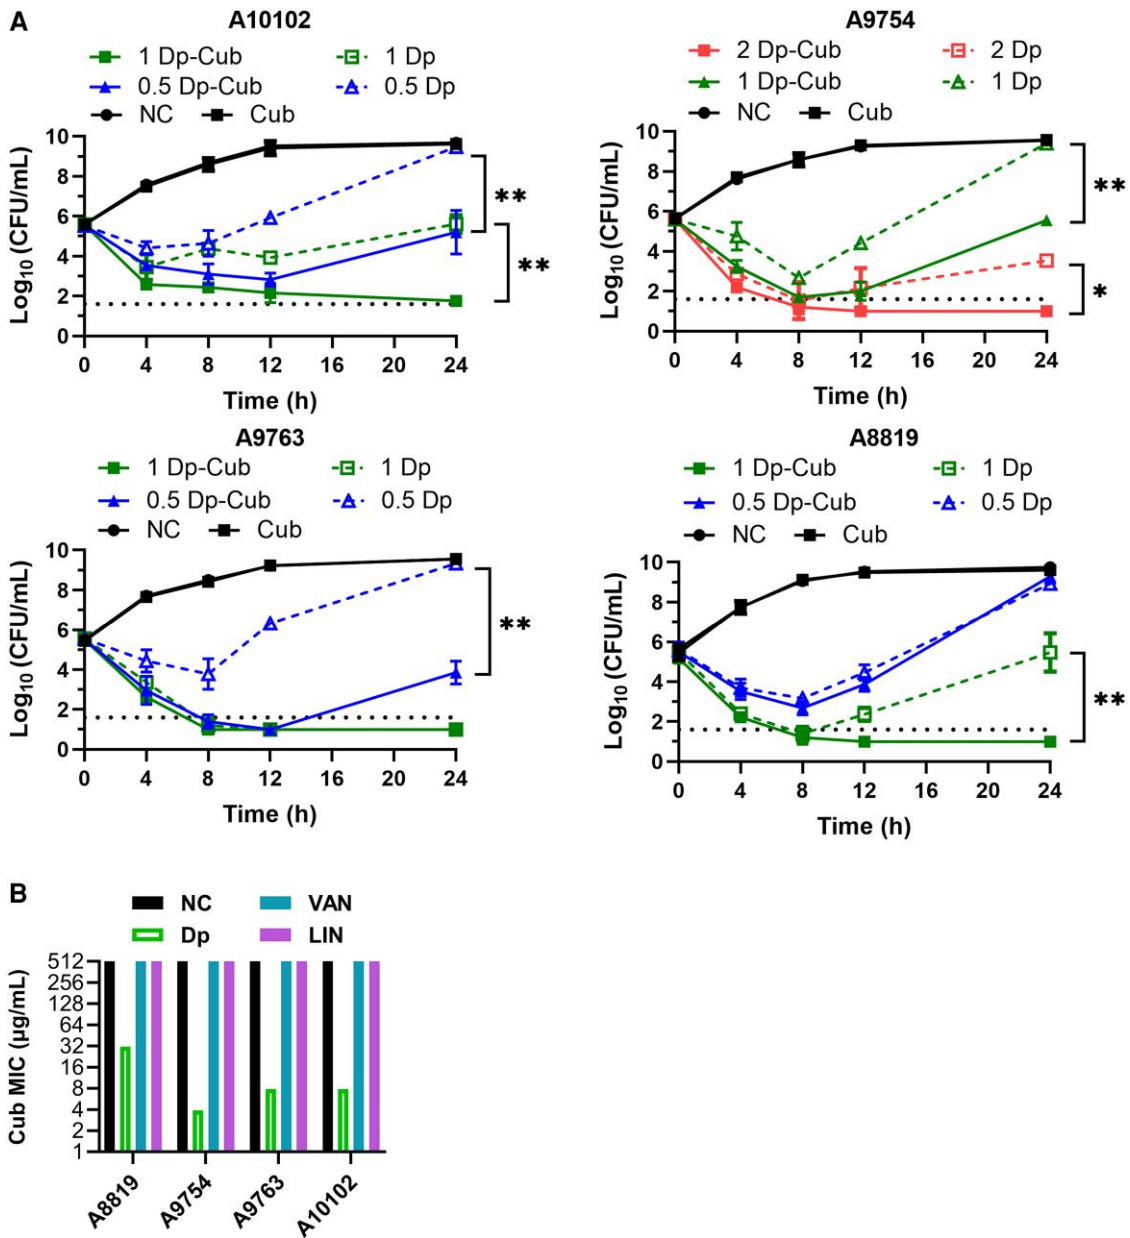 A
A10102
1 Dp-Cub 1 Dp
0.5 Dp-Cub 0.5 Dp
NC Cub
Log10 (CFU/mL)
10
8
6
4
2
0
**
**
0 4 8 12 16 20 24
Time (h)
A9754
2 Dp-Cub 2 Dp
1 Dp-Cub 1 Dp
NC Cub
Log10 (CFU/mL)
10
8
6
4
2
0
**
*
0 4 8 12 16 20 24
Time (h)
A9763
1 Dp-Cub 1 Dp
0.5 Dp-Cub 0.5 Dp
NC Cub
Log10 (CFU/mL)
10
8
6
4
2
0
**
0 4 8 12 16 20 24
Time (h)
A8819
1 Dp-Cub 1 Dp
0.5 Dp-Cub 0.5 Dp
NC Cub
Log10 (CFU/mL)
10
8
6
4
2
0
**
0 4 8 12 16 20 24
Time (h)
B
NC VAN
Dp LIN
Cub MIC (µg/mL)
512
256
128
64
32
16
8
4
2
1
A8819 A9754 A9763 A10102